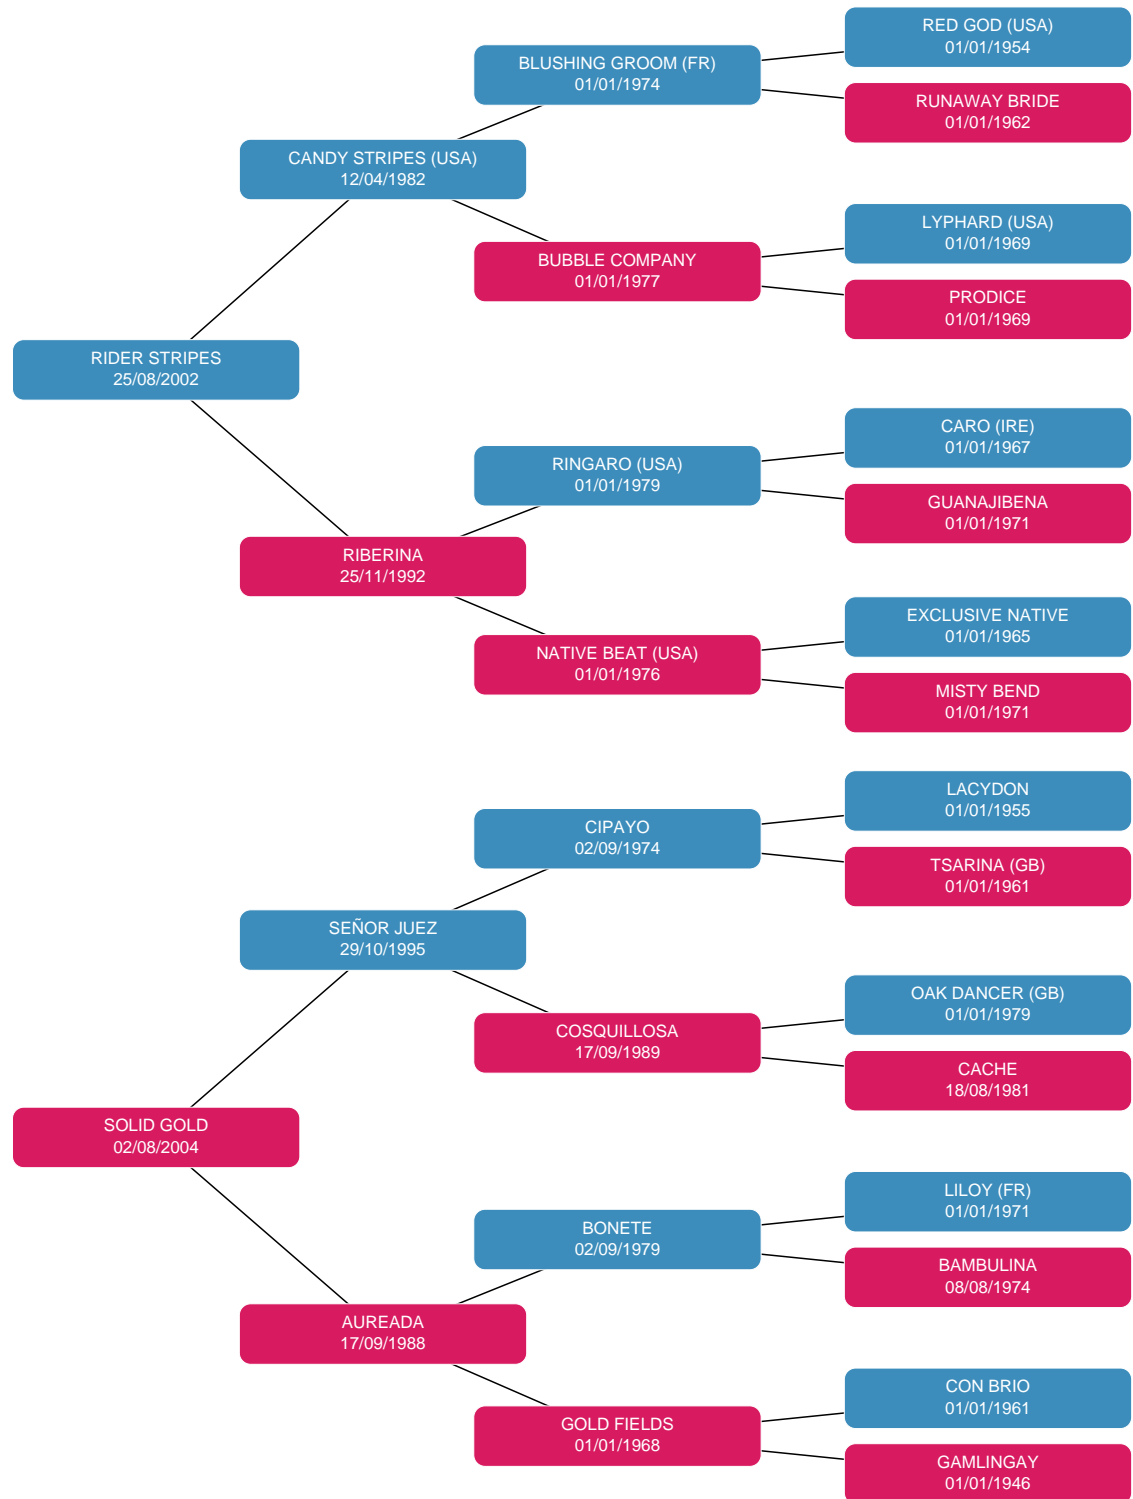 RED GOD (USA)
01/01/1954
BLUSHING GROOM (FR)
01/01/1974
RUNAWAY BRIDE
01/01/1962
CANDY STRIPES (USA)
12/04/1982
LYPHARD (USA)
01/01/1969
BUBBLE COMPANY
01/01/1977
PRODICE
01/01/1969
RIDER STRIPES
25/08/2002
CARO (IRE)
01/01/1967
RINGARO (USA)
01/01/1979
GUANAJIBENA
01/01/1971
RIBERINA
25/11/1992
EXCLUSIVE NATIVE
01/01/1965
NATIVE BEAT (USA)
01/01/1976
MISTY BEND
01/01/1971
LACYDON
01/01/1955
CIPAYO
02/09/1974
TSARINA (GB)
01/01/1961
SEÑOR JUEZ
29/10/1995
OAK DANCER (GB)
01/01/1979
COSQUILLOSA
17/09/1989
CACHE
18/08/1981
SOLID GOLD
02/08/2004
LILOY (FR)
01/01/1971
BONETE
02/09/1979
BAMBULINA
08/08/1974
AUREADA
17/09/1988
CON BRIO
01/01/1961
GOLD FIELDS
01/01/1968
GAMLINGAY
01/01/1946